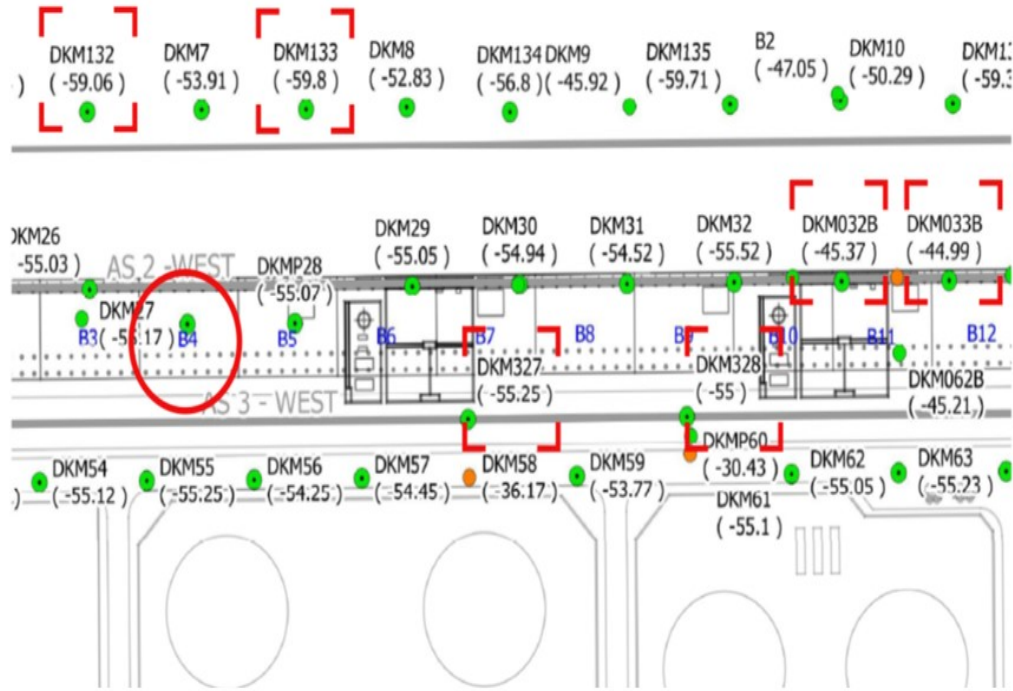 DKM132
( -59.06 )
DKM7
( -53.91 )
DKM133
( -59.8 )
DKM8
( -52.83 )
DKM134
( -56.8 )
DKM9
( -45.92 )
DKM135
( -59.71 )
B2
( -47.05 )
DKM10
( -50.29 )
)
DKM26
-55.03 )
AS 2 -WEST
DKMP28
( -55.07 )
DKM29
( -55.05 )
DKM30
( -54.94 )
DKM31
( -54.52 )
DKM32
( -55.52 )
DKM032B
( -45.37 )
DKM033B
( -44.99 )
DKM27
( -55.17 )
B3
B4
B5
B6
B7
B8
B9
B10
B11
B12
DKM327
( -55.25 )
DKM328
( -55 )
DKM062B
( -45.21 )
AS 3 - WEST
DKM54
( -55.12 )
DKM55
( -55.25 )
DKM56
( -54.25 )
DKM57
( -54.45 )
DKM58
( -36.17 )
DKM59
( -53.77 )
DKMP60
( -30.43 )
DKM61
( -55.1 )
DKM62
( -55.05 )
DKM63
( -55.23 )
)